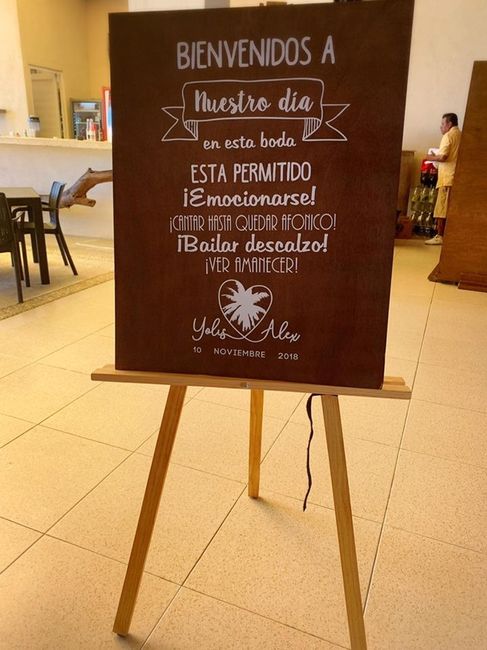 BIENVENIDOS A
Nuestro día
en esta boda
ESTA PERMITIDO
¡Emocionarse!
¡CANTAR HASTA QUEDAR AFONICO!
¡Bailar descalzo!
¡VER AMANECER!
Yolis Alex
10 NOVIEMBRE 2018